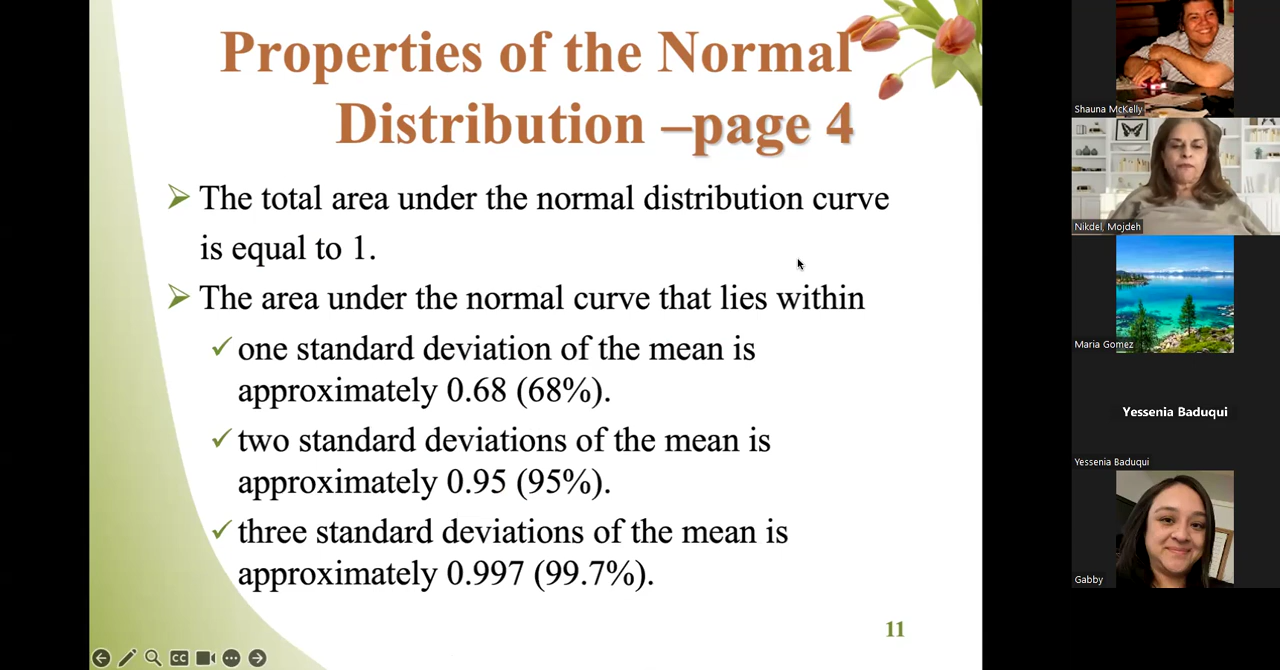 Properties of the Normal
Distribution –page 4
The total area under the normal distribution curve
is equal to 1.
The area under the normal curve that lies within
one standard deviation of the mean is
approximately 0.68 (68%).
two standard deviations of the mean is
approximately 0.95 (95%).
three standard deviations of the mean is
approximately 0.997 (99.7%).
11
CC
Shauna McKelly
Nikdel, Mojdeh
Maria Gomez
Yessenia Baduqui
Yessenia Baduqui
Gabby